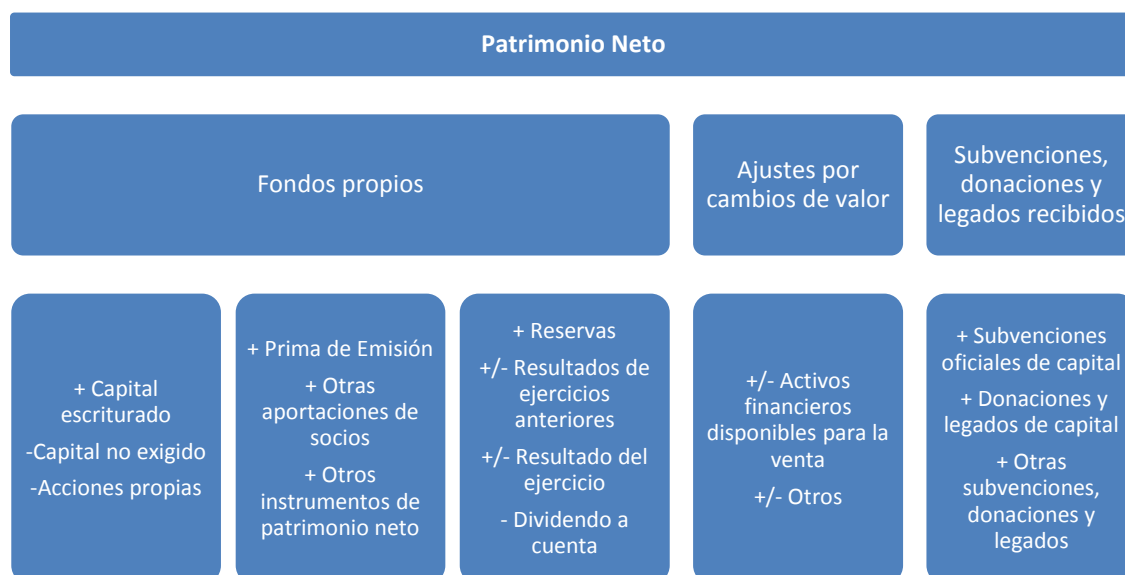 Patrimonio Neto
Fondos propios
Ajustes por
cambios de valor
Subvenciones,
donaciones y
legados recibidos
+ Capital
escriturado
-Capital no exigido
-Acciones propias
+ Prima de Emisión
+ Otras
aportaciones de
socios
+ Otros
instrumentos de
patrimonio neto
+ Reservas
+/- Resultados de
ejercicios
anteriores
+/- Resultado del
ejercicio
- Dividendo a
cuenta
+/- Activos
financieros
disponibles para la
venta
+/- Otros
+ Subvenciones
oficiales de capital
+ Donaciones y
legados de capital
+ Otras
subvenciones,
donaciones y
legados